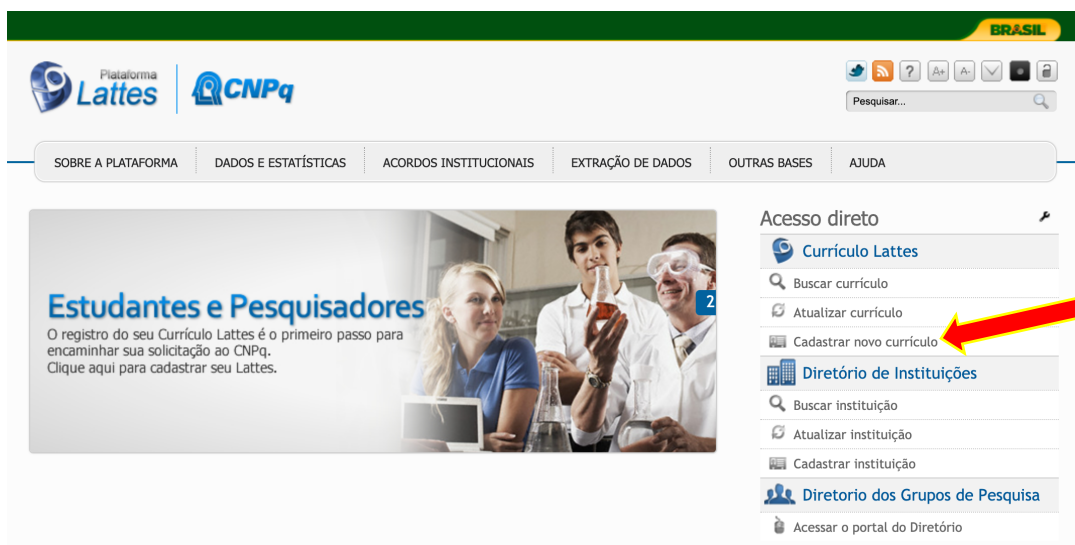 BRASIL
Plataforma
Lattes
CNPq
A+ A-
Pesquisar...
SOBRE A PLATAFORMA DADOS E ESTATÍSTICAS ACORDOS INSTITUCIONAIS EXTRAÇÃO DE DADOS OUTRAS BASES AJUDA
Estudantes e Pesquisadores
O registro do seu Currículo Lattes é o primeiro passo para
encaminhar sua solicitação ao CNPq.
Clique aqui para cadastrar seu Lattes.
2
Acesso direto
Currículo Lattes
Buscar currículo
Atualizar currículo
Cadastrar novo currículo
Diretório de Instituições
Buscar instituição
Atualizar instituição
Cadastrar instituição
Diretorio dos Grupos de Pesquisa
Acessar o portal do Diretório